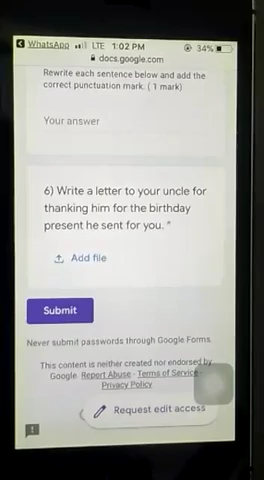 WhatsApp LTE 1:02 PM 34%
docs.google.com
Rewrite each sentence below and add the
correct punctuation mark. ( 1 mark)
Your answer
6) Write a letter to your uncle for
thanking him for the birthday
present he sent for you. *
Add file
Submit
Never submit passwords through Google Forms.
This content is neither created nor endorsed by
Google. Report Abuse - Terms of Service -
Privacy Policy
Request edit access